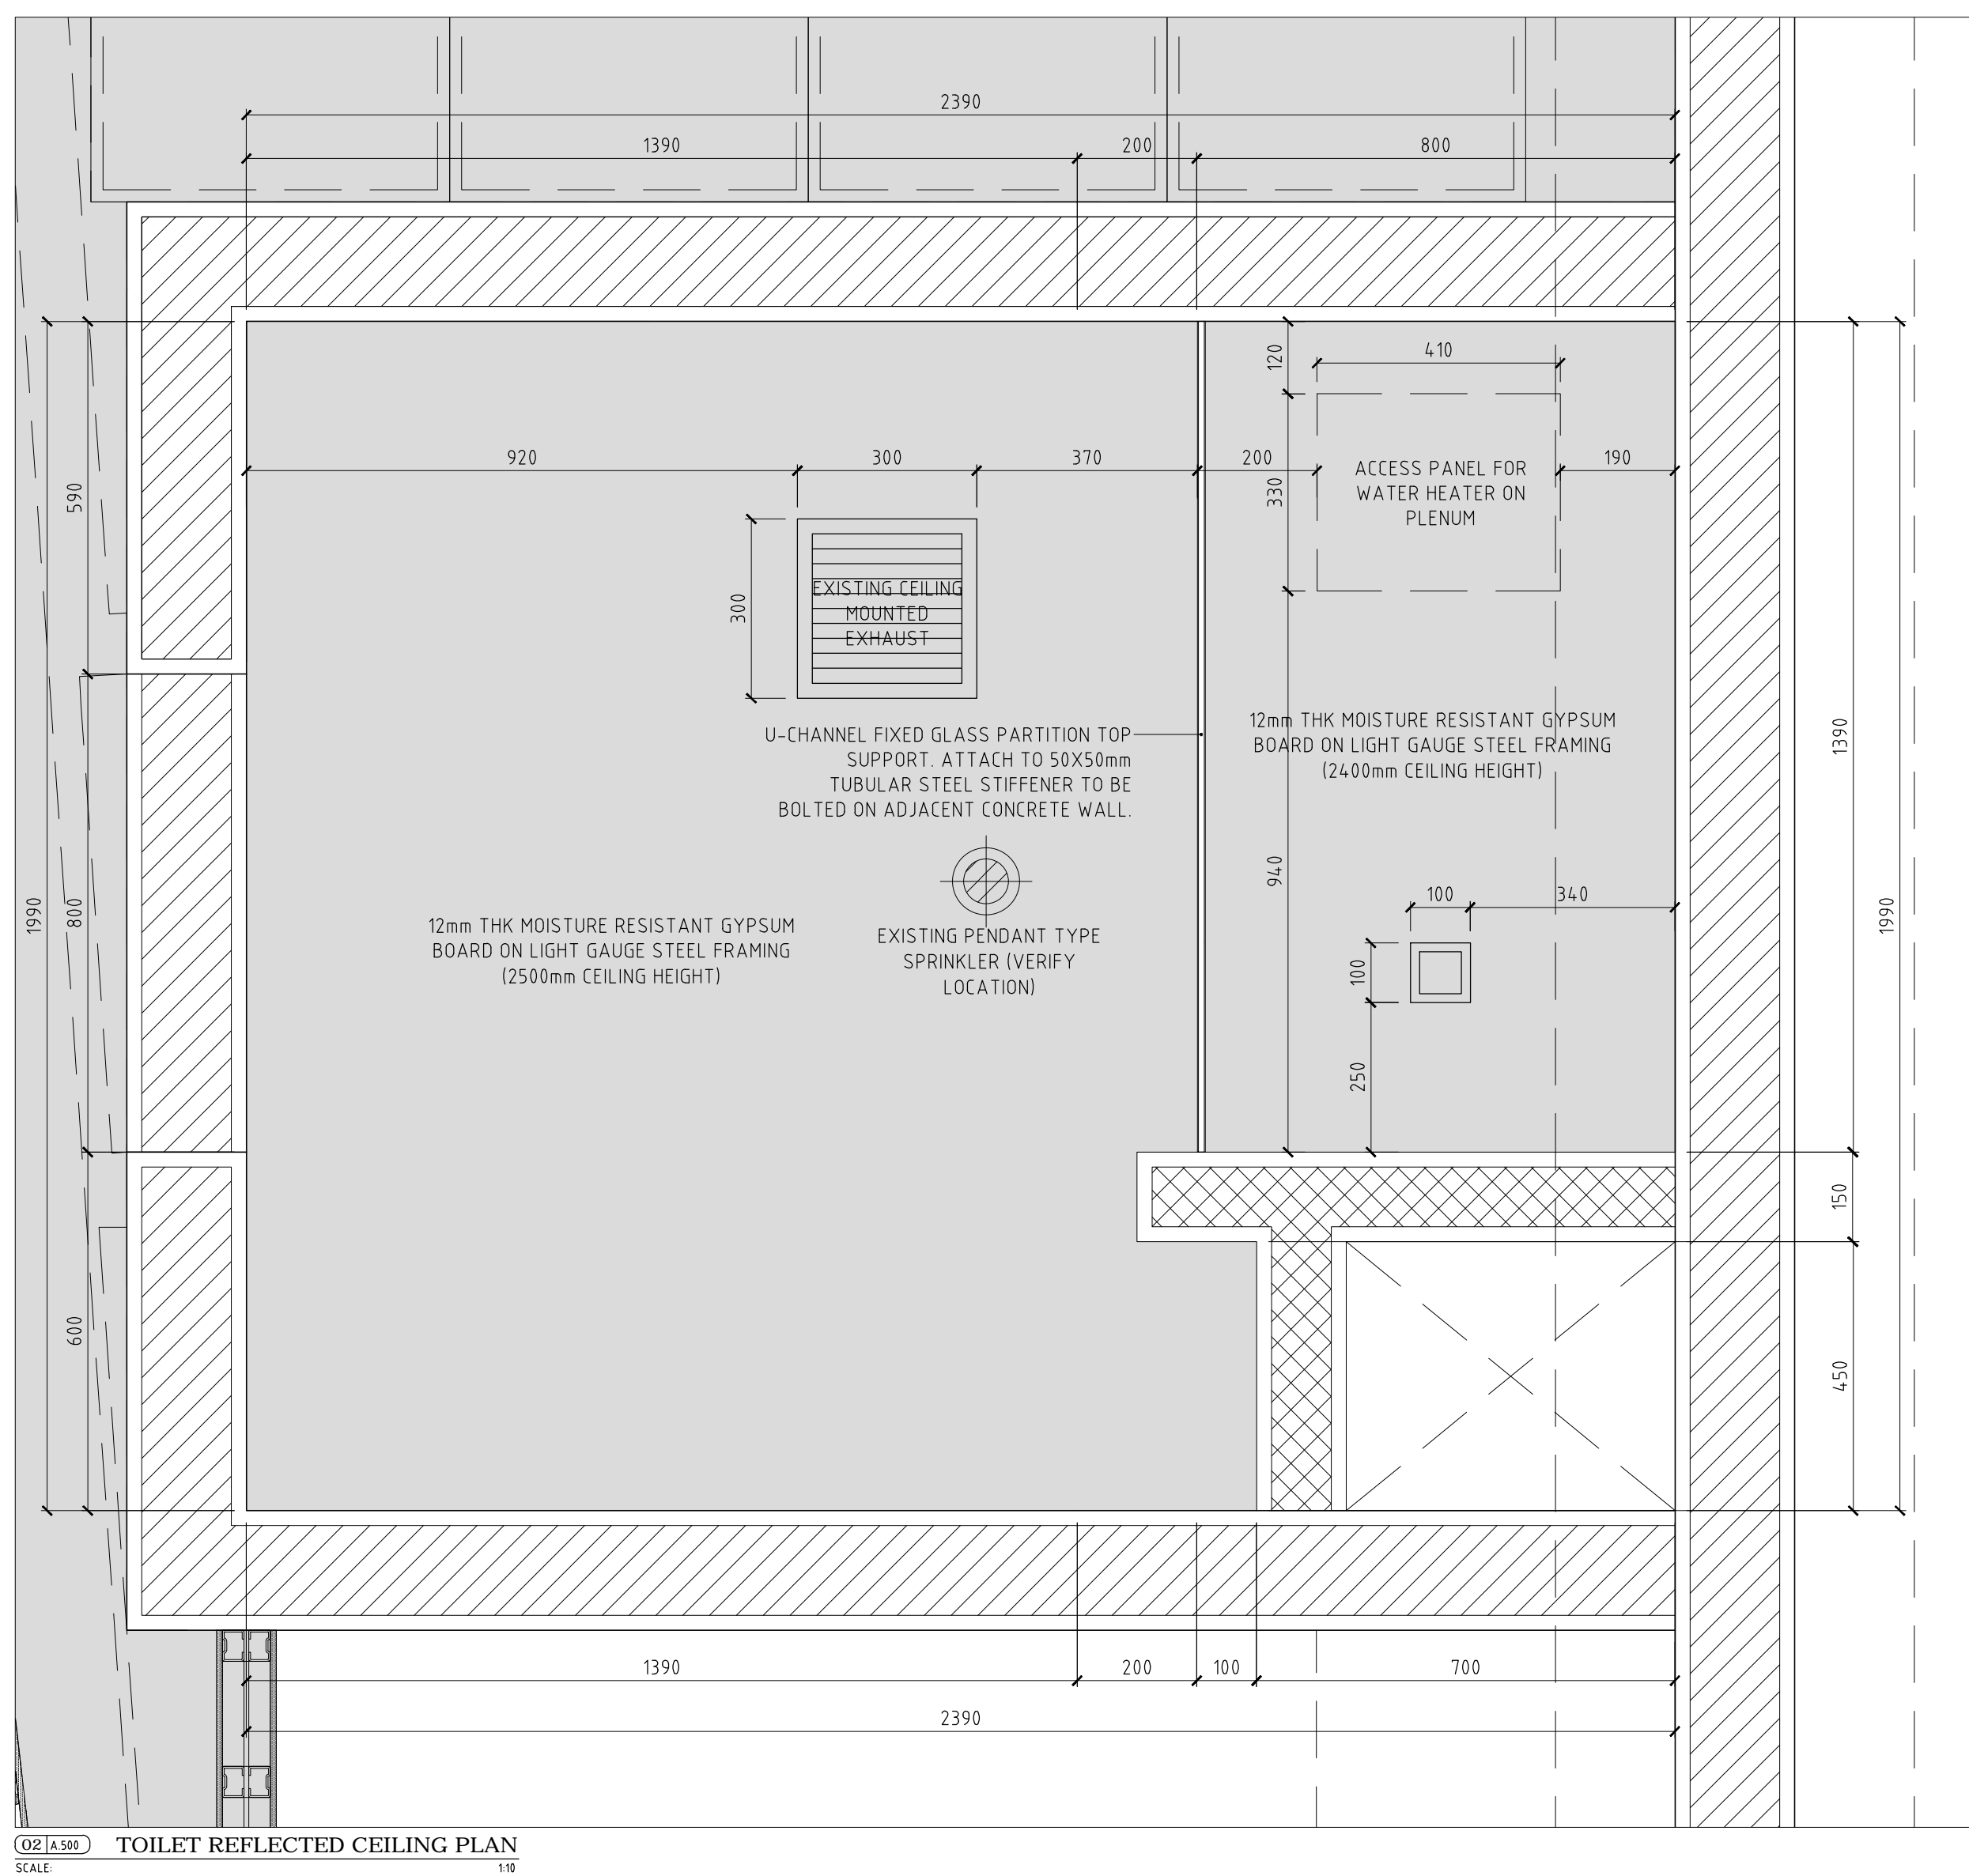 2390
1390
200
800
120
410
920
300
370
200
190
590
330
ACCESS PANEL FOR
WATER HEATER ON
PLENUM
300
EXISTING CEILING
MOUNTED
EXHAUST
U-CHANNEL FIXED GLASS PARTITION TOP
SUPPORT. ATTACH TO 50X50mm
TUBULAR STEEL STIFFENER TO BE
BOLTED ON ADJACENT CONCRETE WALL.
12mm THK MOISTURE RESISTANT GYPSUM
BOARD ON LIGHT GAUGE STEEL FRAMING
(2400mm CEILING HEIGHT)
1390
1990
800
940
100
340
1990
12mm THK MOISTURE RESISTANT GYPSUM
BOARD ON LIGHT GAUGE STEEL FRAMING
(2500mm CEILING HEIGHT)
EXISTING PENDANT TYPE
SPRINKLER (VERIFY
LOCATION)
100
250
150
600
450
1390
200
100
700
2390
02 A.500 TOILET REFLECTED CEILING PLAN
SCALE: 1:10